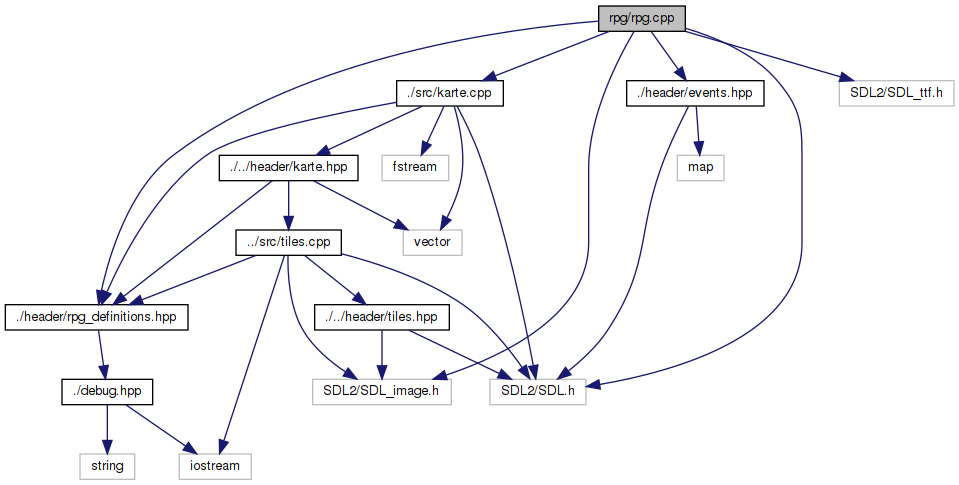 rpg/rpg.cpp
./src/karte.cpp
./header/events.hpp
SDL2/SDL_ttf.h
./../header/karte.hpp
fstream
map
../src/tiles.cpp
vector
./header/rpg_definitions.hpp
./../header/tiles.hpp
./debug.hpp
SDL2/SDL_image.h
SDL2/SDL.h
string
iostream